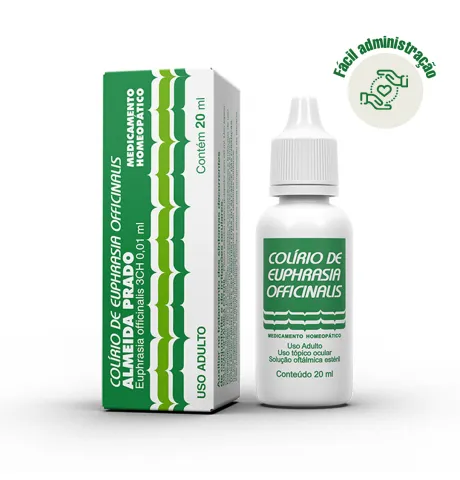 Fácil administração
COLÍRIO DE EUPHRASIA OFFICINALIS
ALMEIDA PRADO
Euphrasia officinalis 3CH 0,01 ml
MEDICAMENTO
HOMEOPÁTICO
Contém 20 ml
USO ADULTO
COLÍRIO DE
EUPHRASIA
OFFICINALIS
MEDICAMENTO HOMEOPÁTICO
Uso Adulto
Uso tópico ocular
Solução oftálmica estéril
Conteúdo 20 ml